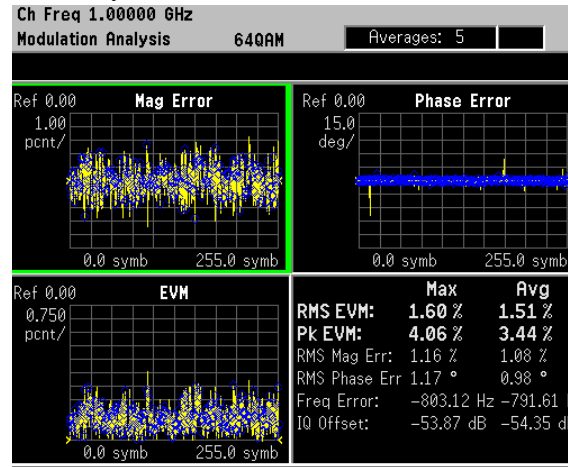 Ch Freq 1.00000 GHz
Modulation Analysis 64QAM Averages: 5
Ref 0.00 Mag Error
1.00
pcnt/
0.0 symb 255.0 symb
Ref 0.00 Phase Error
15.0
deg/
0.0 symb 255.0 symb
Ref 0.00 EVM
0.750
pcnt/
0.0 symb 255.0 symb
Max Avg
RMS EVM: 1.60 % 1.51 %
Pk EVM: 4.06 % 3.44 %
RMS Mag Err: 1.16 % 1.08 %
RMS Phase Err 1.17 ° 0.98 °
Freq Error: -803.12 Hz -791.61
IQ Offset: -53.87 dB -54.35 d